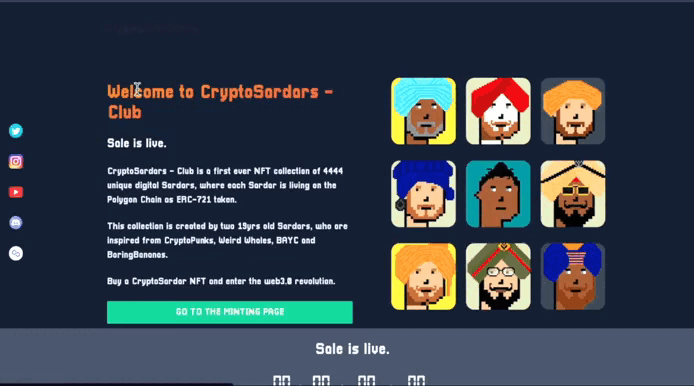 Welcome to CryptoSardars -
Club
Sale is live.
CryptoSardars - Club is a first ever NFT collection of 4444
unique digital Sardars, where each Sardar is living on the
Polygon Chain as ERC-721 token.
This collection is created by two 19yrs old Sardars, who are
inspired from CryptoPunks, Weird Whales, BAYC and
BoringBananas.
Buy a CryptoSardar NFT and enter the web3.0 revolution.
GO TO THE MINTING PAGE
Sale is live.
00 00 00 00